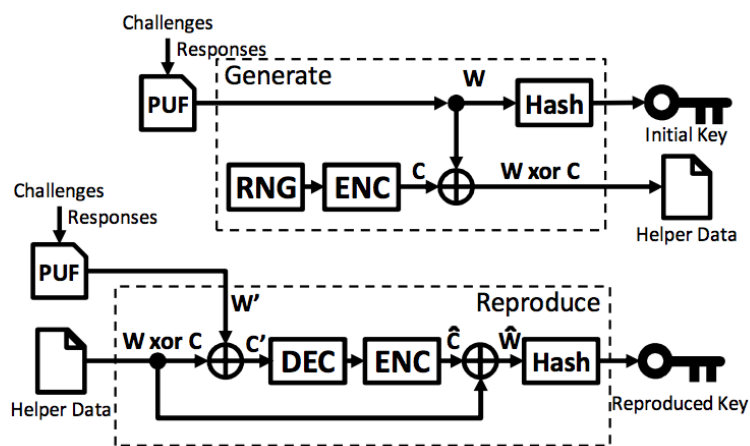 Challenges
Responses
PUF
Generate
W
Hash
Initial Key
RNG
ENC
C
W xor C
Helper Data
Challenges
Responses
PUF
W'
Reproduce
W xor C
C'
DEC
ENC
Ĉ
Ŵ
Hash
Helper Data
Reproduced Key